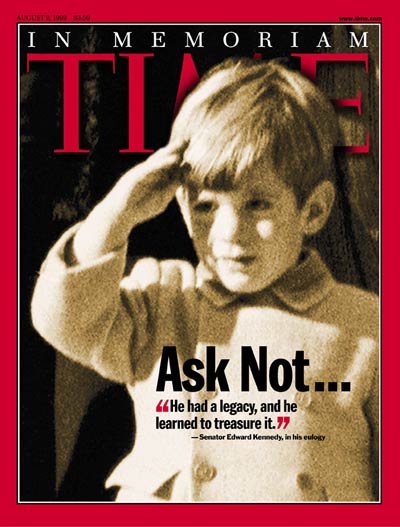 AUGUST 2, 1999 $3.50
www.time.com
IN MEMORIAM
TIME
Ask Not...
“He had a legacy, and he
learned to treasure it.”
—Senator Edward Kennedy, in his eulogy